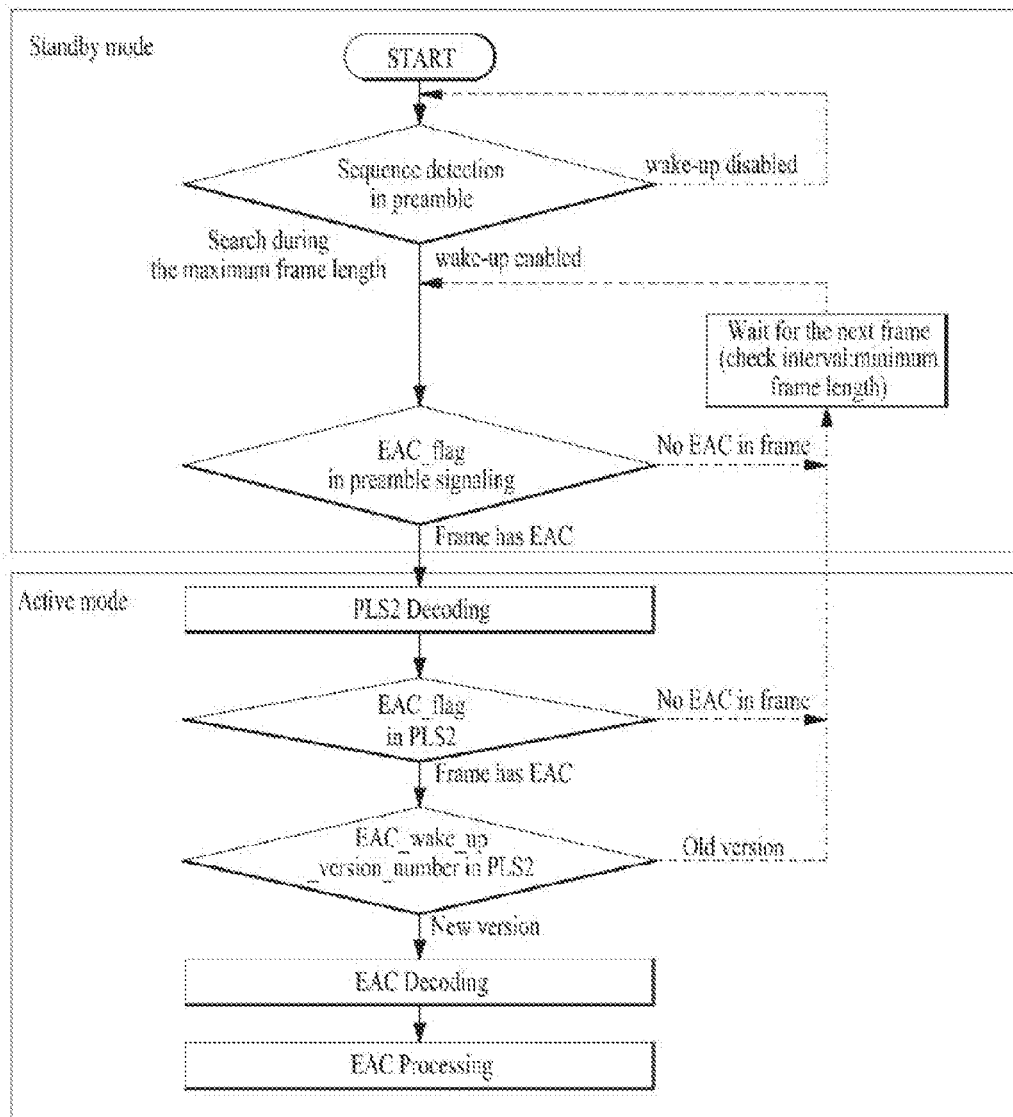 Standby mode
START
Sequence detection
in preamble
wake-up disabled
Search during
the maximum frame length
wake-up enabled
Wait for the next frame
(check interval:minimum
frame length)
EAC_flag
in preamble signaling
No EAC in frame
Frame has EAC
Active mode
PLS2 Decoding
EAC_flag
in PLS2
No EAC in frame
Frame has EAC
EAC_wake_up
_version_number in PLS2
Old version
New version
EAC Decoding
EAC Processing